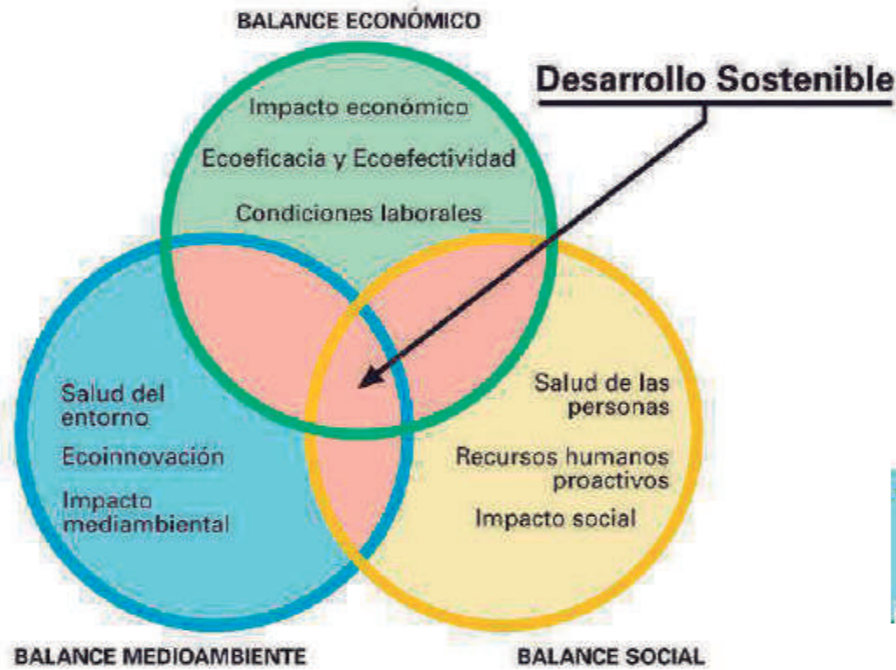 BALANCE ECONÓMICO
Desarrollo Sostenible
Impacto económico
Ecoeficacia y Ecoefectividad
Condiciones laborales
Salud del
entorno
Ecoinnovación
Impacto
mediambiental
Salud de las
personas
Recursos humanos
proactivos
Impacto social
BALANCE MEDIOAMBIENTE
BALANCE SOCIAL